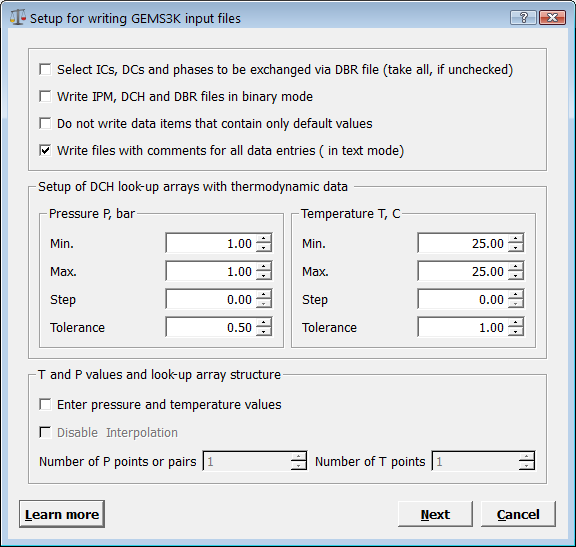 Setup for writing GEMS3K input files
Select ICs, DCs and phases to be exchanged via DBR file (take all, if unchecked)
Write IPM, DCH and DBR files in binary mode
Do not write data items that contain only default values
Write files with comments for all data entries ( in text mode)
Setup of DCH look-up arrays with thermodynamic data
Pressure P, bar
Min. 1.00
Max. 1.00
Step 0.00
Tolerance 0.50
Temperature T, C
Min. 25.00
Max. 25.00
Step 0.00
Tolerance 1.00
T and P values and look-up array structure
Enter pressure and temperature values
Disable Interpolation
Number of P points or pairs 1 Number of T points 1
Learn more Next Cancel